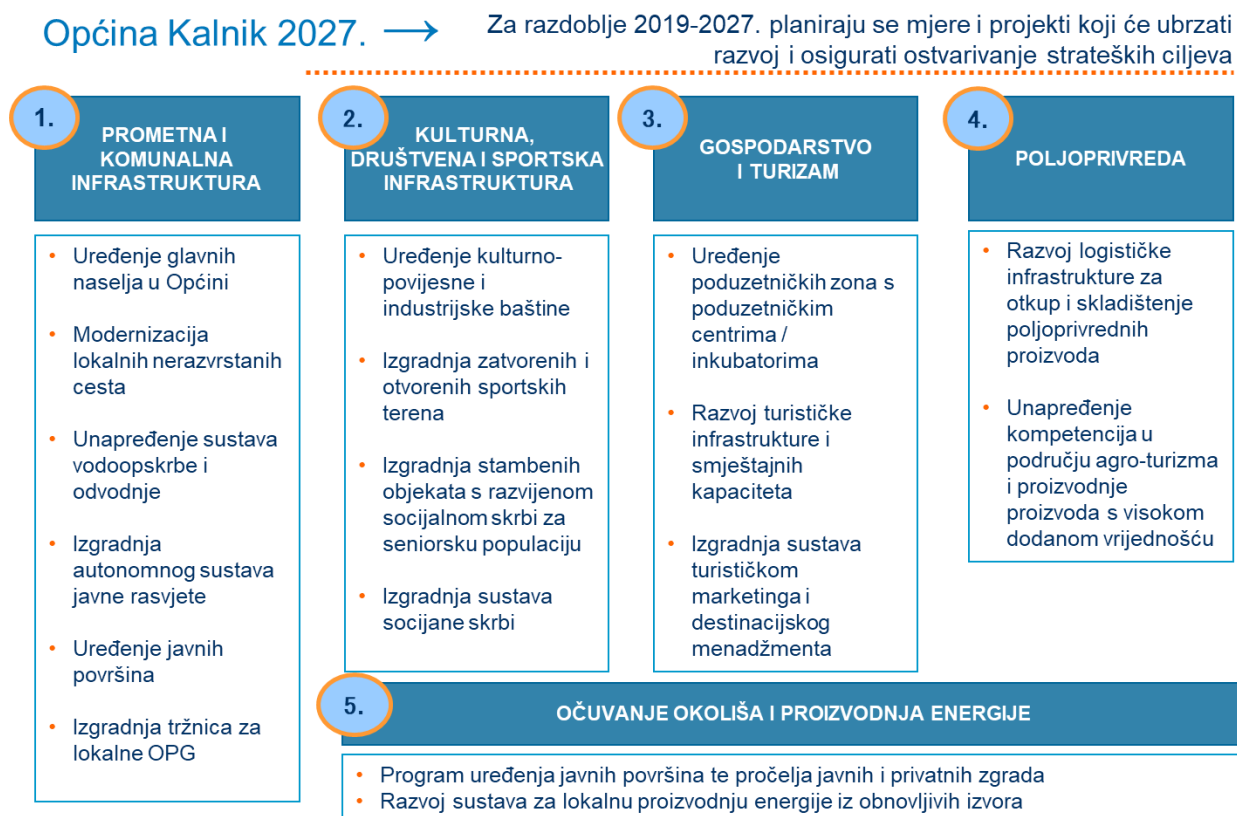 Općina Kalnik 2027. →
Za razdoblje 2019-2027. planiraju se mjere i projekti koji će ubrzati
razvoj i osigurati ostvarivanje strateških ciljeva
1.
PROMETNA I
KOMUNALNA
INFRASTRUKTURA
• Uređenje glavnih
naselja u Općini
• Modernizacija
lokalnih nerazvrstanih
cesta
• Unapređenje sustava
vodoopskrbe i
odvodnje
• Izgradnja
autonomnog sustava
javne rasvjete
• Uređenje javnih
površina
• Izgradnja tržnica za
lokalne OPG
2.
KULTURNA,
DRUŠTVENA I SPORTSKA
INFRASTRUKTURA
• Uređenje kulturno-
povijesne i
industrijske baštine
• Izgradnja zatvorenih i
otvorenih sportskih
terena
• Izgradnja stambenih
objekata s razvijenom
socijalnom skrbi za
seniorsku populaciju
• Izgradnja sustava
socijane skrbi
3.
GOSPODARSTVO
I TURIZAM
• Uređenje
poduzetničkih zona s
poduzetničkim
centrima /
inkubatorima
• Razvoj turističke
infrastrukture i
smještajnih
kapaciteta
• Izgradnja sustava
turističkom
marketinga i
destinacijskog
menadžmenta
4.
POLJOPRIVREDA
• Razvoj logističke
infrastrukture za
otkup i skladištenje
poljoprivrednih
proizvoda
• Unapređenje
kompetencija u
području agro-turizma
i proizvodnje
proizvoda s visokom
dodanom vrijednošću
5.
OČUVANJE OKOLIŠA I PROIZVODNJA ENERGIJE
• Program uređenja javnih površina te pročelja javnih i privatnih zgrada
• Razvoj sustava za lokalnu proizvodnju energije iz obnovljivih izvora